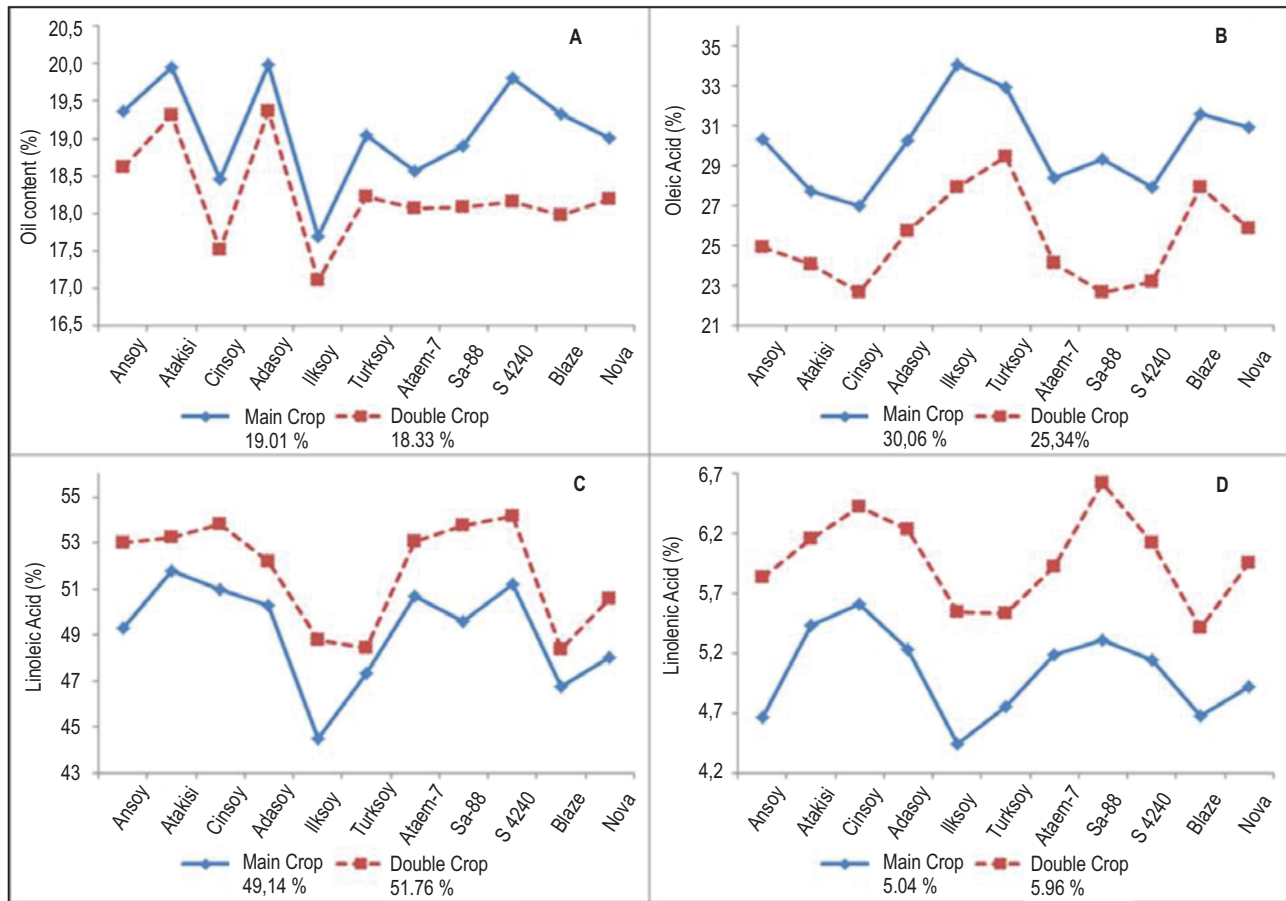 A
Oil content (%)
20,5
20,0
19,5
19,0
18,5
18,0
17,5
17,0
16,5
Ansoy
Atakisi
Cinsoy
Adasoy
Ilksoy
Turksoy
Ataem-7
Sa-88
S 4240
Blaze
Nova
Main Crop Double Crop
19.01 % 18.33 %
B
Oleic Acid (%)
35
33
31
29
27
25
23
21
Ansoy
Atakisi
Cinsoy
Adasoy
Ilksoy
Turksoy
Ataem-7
Sa-88
S 4240
Blaze
Nova
Main Crop Double Crop
30,06 % 25,34%
C
Linoleic Acid (%)
55
53
51
49
47
45
43
Ansoy
Atakisi
Cinsoy
Adasoy
Ilksoy
Turksoy
Ataem-7
Sa-88
S 4240
Blaze
Nova
Main Crop Double Crop
49,14 % 51.76 %
D
Linolenic Acid (%)
6,7
6,2
5,7
5,2
4,7
4,2
Ansoy
Atakisi
Cinsoy
Adasoy
Ilksoy
Turksoy
Ataem-7
Sa-88
S 4240
Blaze
Nova
Main Crop Double Crop
5.04 % 5.96 %